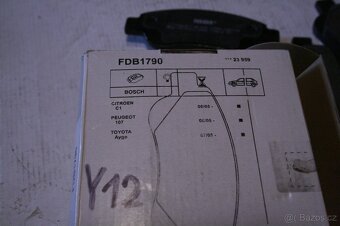 FDB1790
*** 23 959
BOSCH
CITROËN
C1
06/05 -
PEUGEOT
107
06/05 -
TOYOTA
Aygo
07/05 -
Y12
Bazos.cz